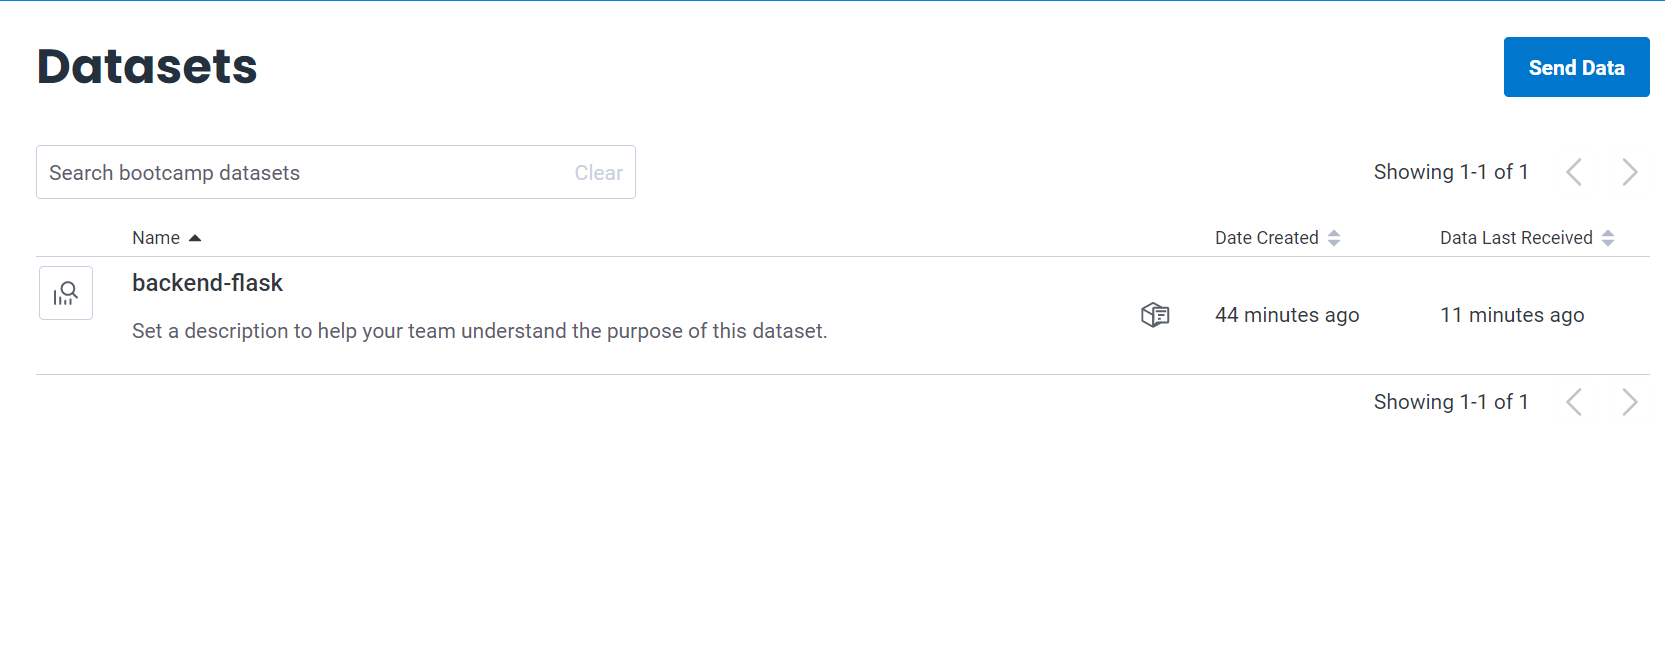 Datasets
Send Data
Search bootcamp datasets Clear
Showing 1-1 of 1
Name Date Created Data Last Received
backend-flask
Set a description to help your team understand the purpose of this dataset.
44 minutes ago 11 minutes ago
Showing 1-1 of 1